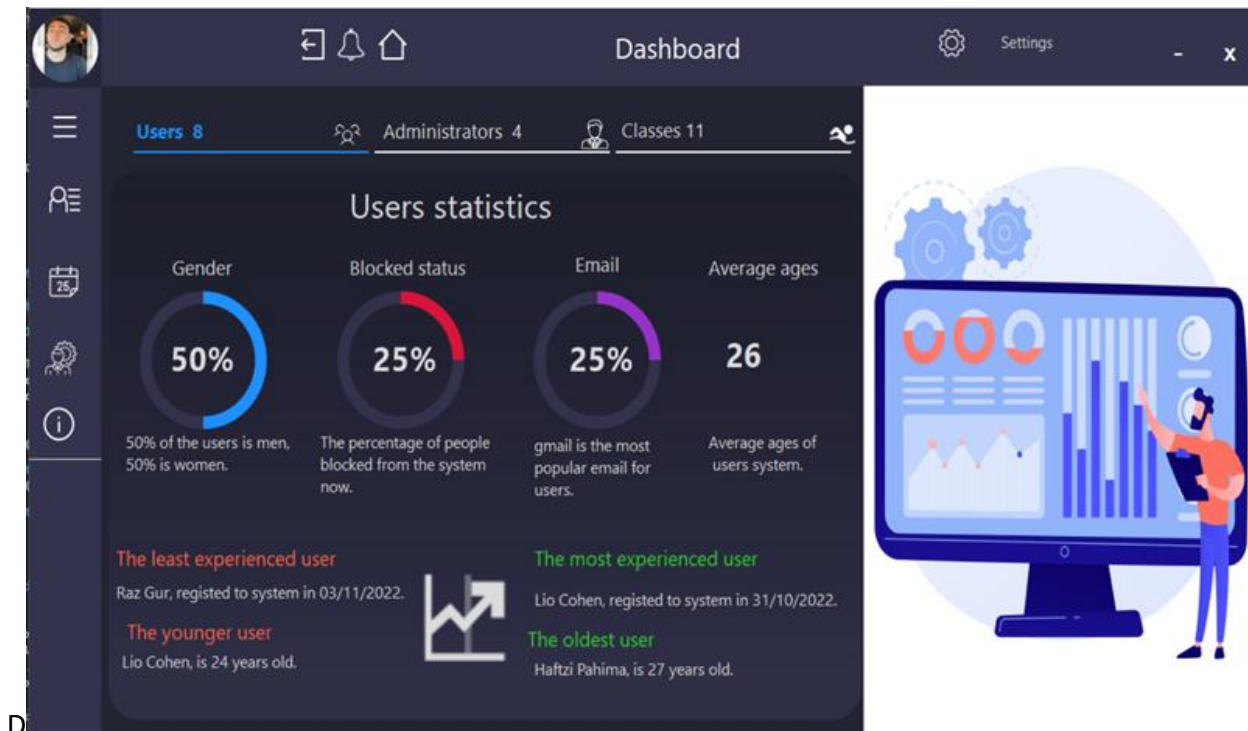 Dashboard
Settings
-
x
Users 8
Administrators 4
Classes 11
25
Users statistics
Gender
Blocked status
Email
Average ages
50%
25%
25%
26
50% of the users is men,
50% is women.
The percentage of people
blocked from the system
now.
gmail is the most
popular email for
users.
Average ages of
users system.
The least experienced user
Raz Gur, registed to system in 03/11/2022.
The younger user
Lio Cohen, is 24 years old.
The most experienced user
Lio Cohen, registed to system in 31/10/2022.
The oldest user
Haftzi Pahima, is 27 years old.
D